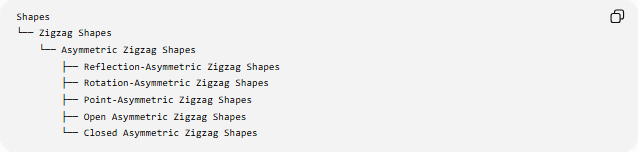 Shapes
└── Zigzag Shapes
└── Asymmetric Zigzag Shapes
├── Reflection-Asymmetric Zigzag Shapes
├── Rotation-Asymmetric Zigzag Shapes
├── Point-Asymmetric Zigzag Shapes
├── Open Asymmetric Zigzag Shapes
└── Closed Asymmetric Zigzag Shapes